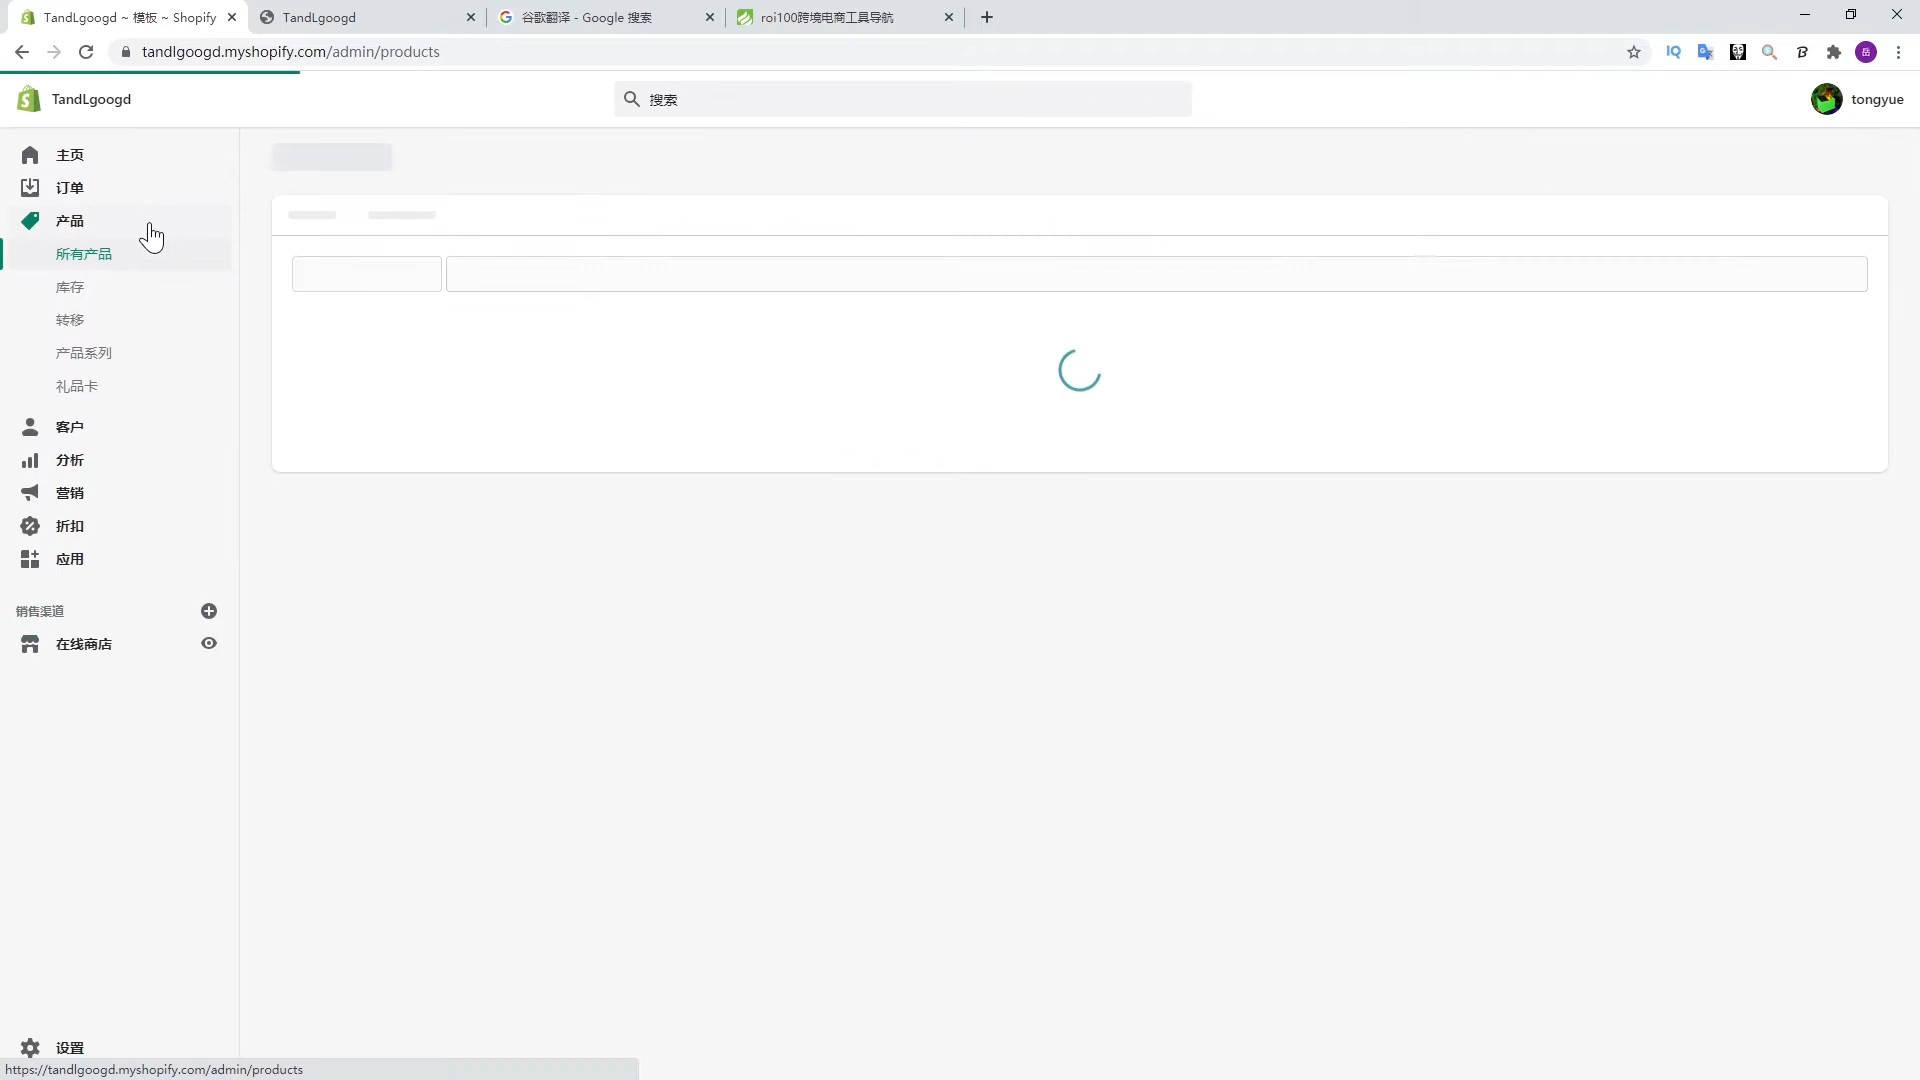 TandLgoogd ~ 模板 ~ Shopify
TandLgoogd
谷歌翻译 - Google 搜索
roi100跨境电商工具导航
tandlgoogd.myshopify.com/admin/products
IQ
TandLgoogd
搜索
tongyue
主页
订单
产品
所有产品
库存
转移
产品系列
礼品卡
客户
分析
营销
折扣
应用
销售渠道
在线商店
设置
https://tandlgoogd.myshopify.com/admin/products